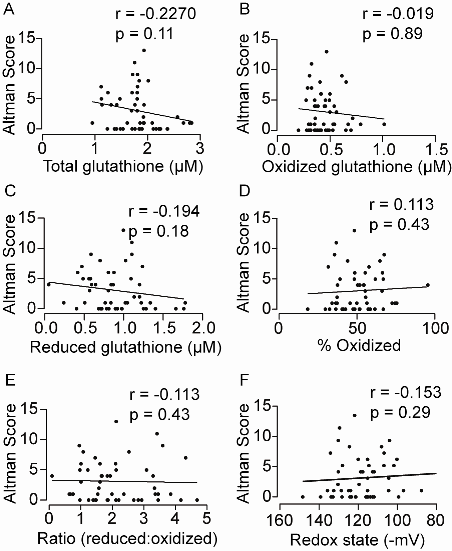 A
r = -0.2270
p = 0.11
Altman Score
15
10
5
0
0 1 2 3
Total glutathione (µM)
B
r = -0.019
p = 0.89
Altman Score
15
10
5
0
0.0 0.5 1.0 1.5
Oxidized glutathione (µM)
C
r = -0.194
p = 0.18
Altman Score
15
10
5
0
0.0 0.5 1.0 1.5 2.0
Reduced glutathione (µM)
D
r = 0.113
p = 0.43
Altman Score
15
10
5
0
0 50 100
% Oxidized
E
r = -0.113
p = 0.43
Altman Score
15
10
5
0
0 1 2 3 4 5
Ratio (reduced:oxidized)
F
r = -0.153
p = 0.29
Altman Score
15
10
5
0
160 140 120 100 80
Redox state (-mV)